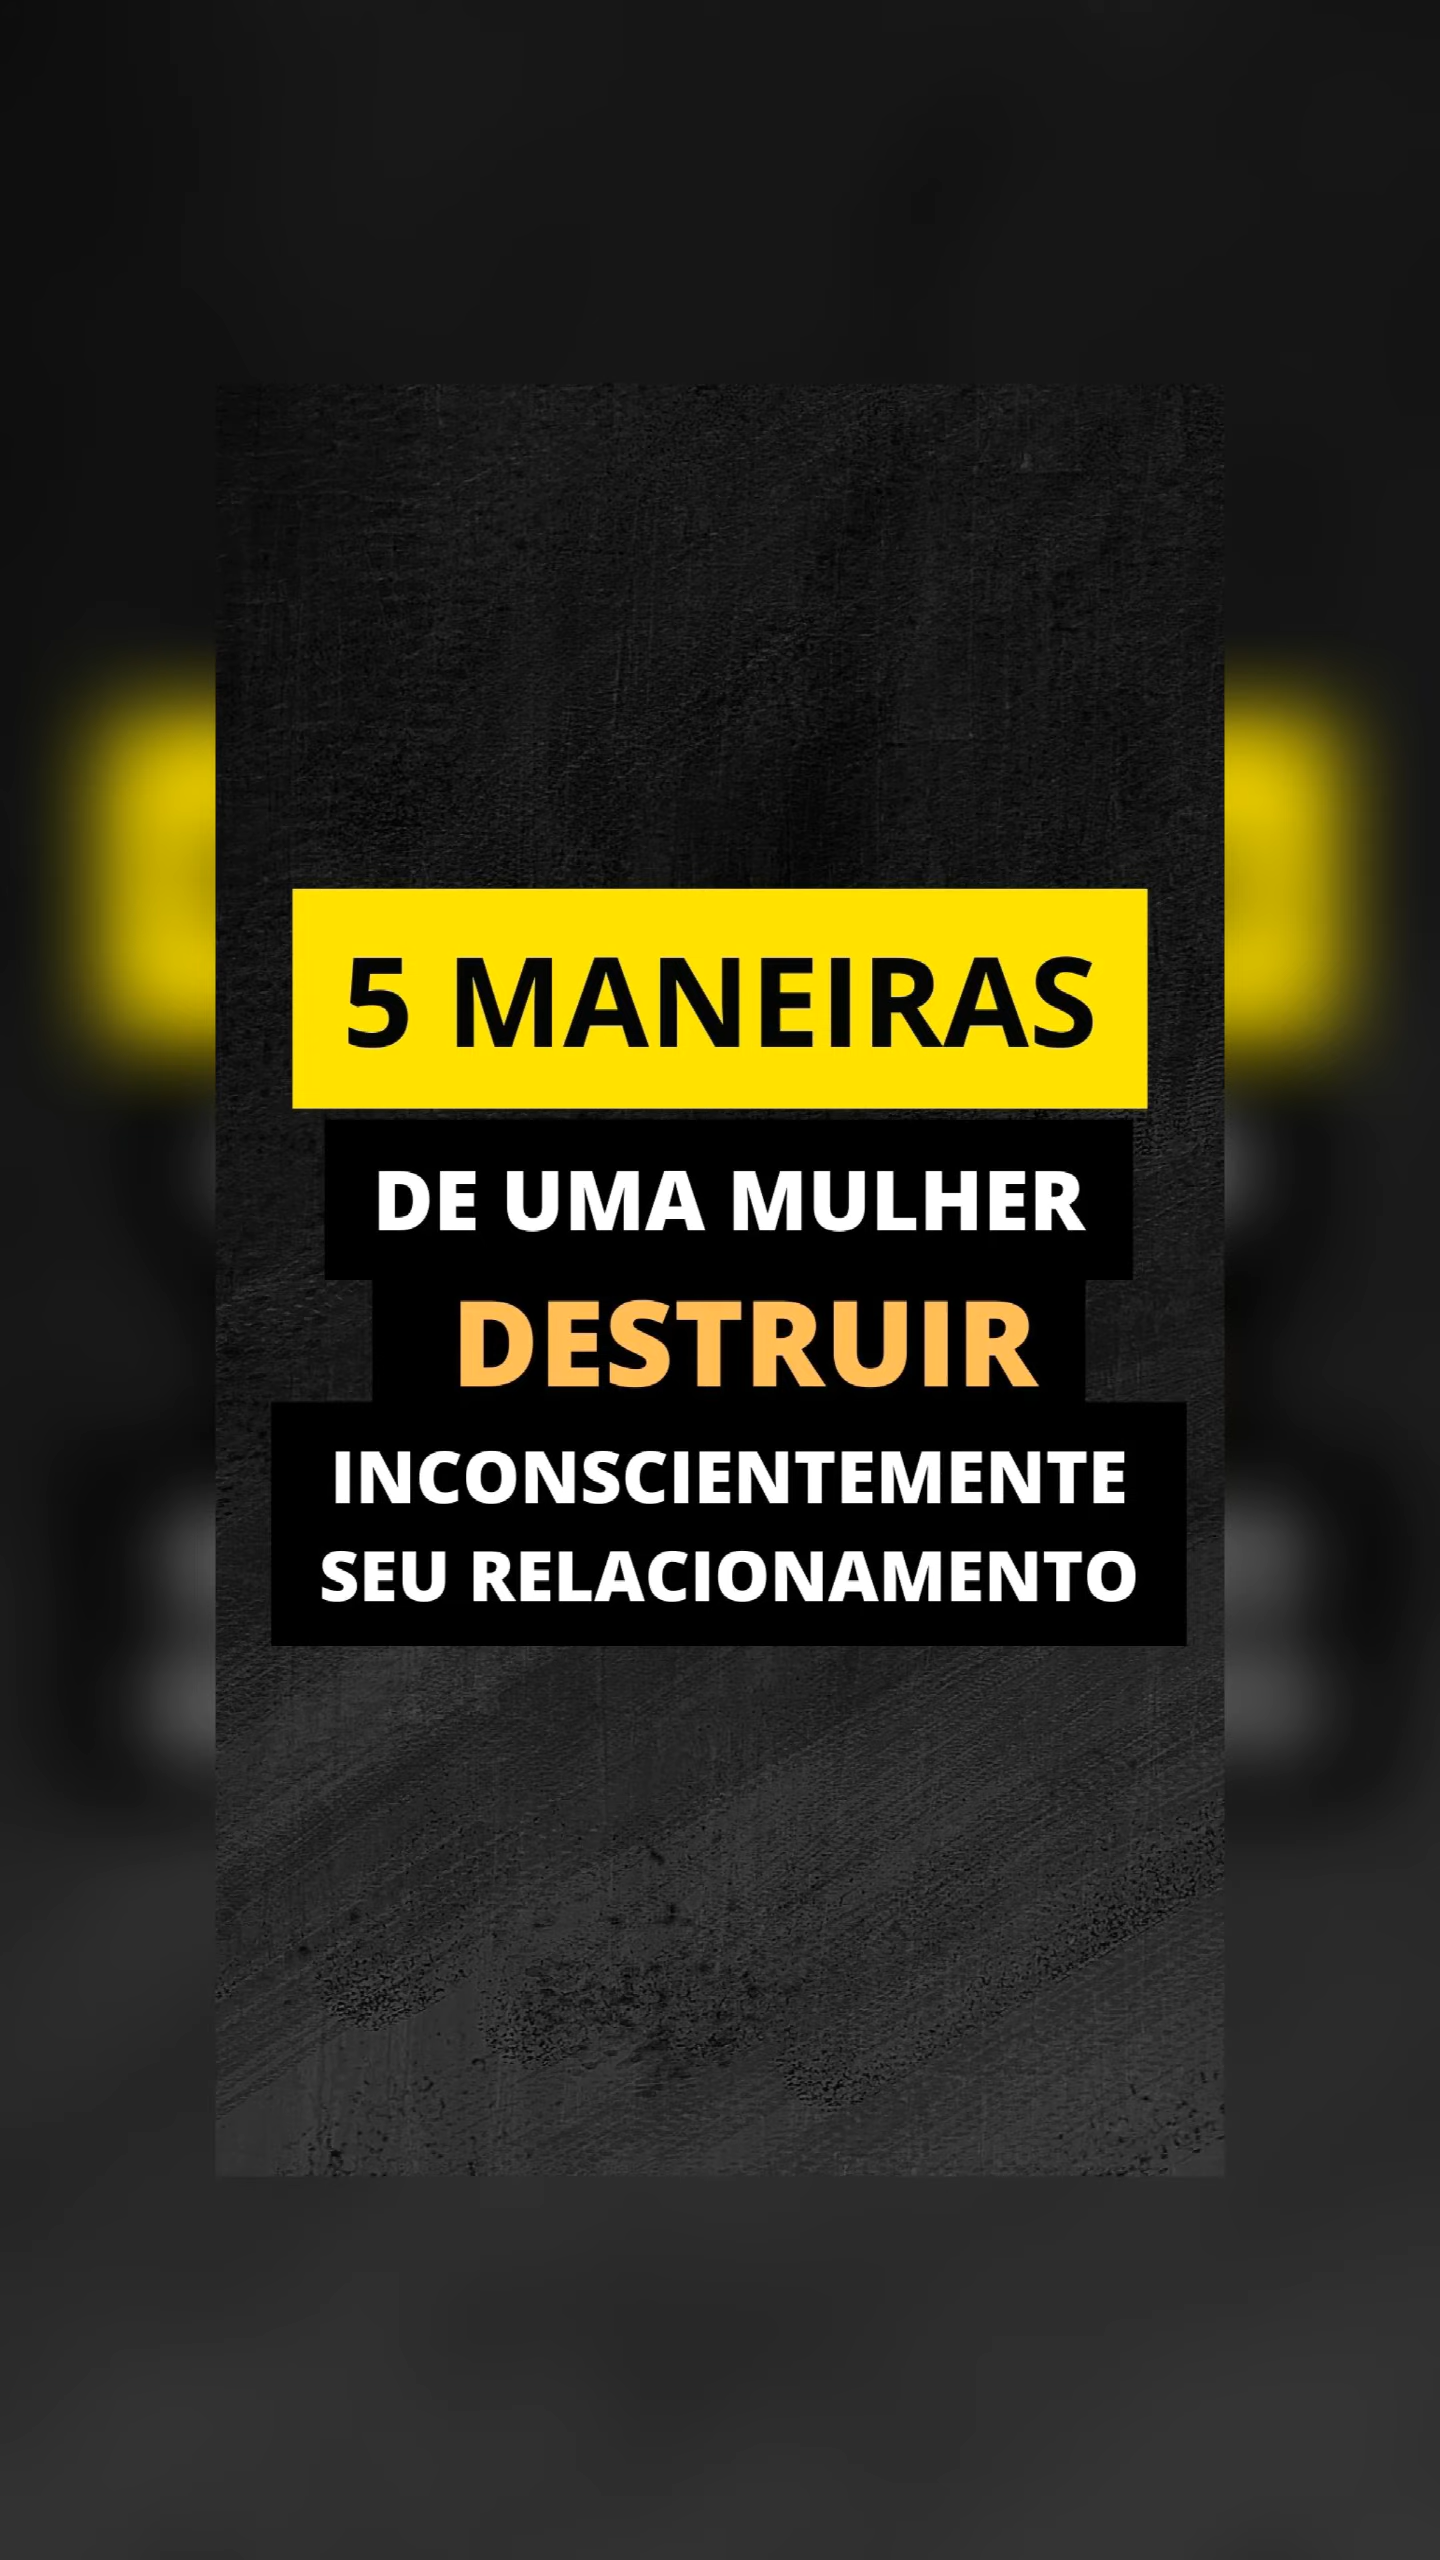 5 MANEIRAS
DE UMA MULHER
DESTRUIR
INCONSCIENTEMENTE
SEU RELACIONAMENTO